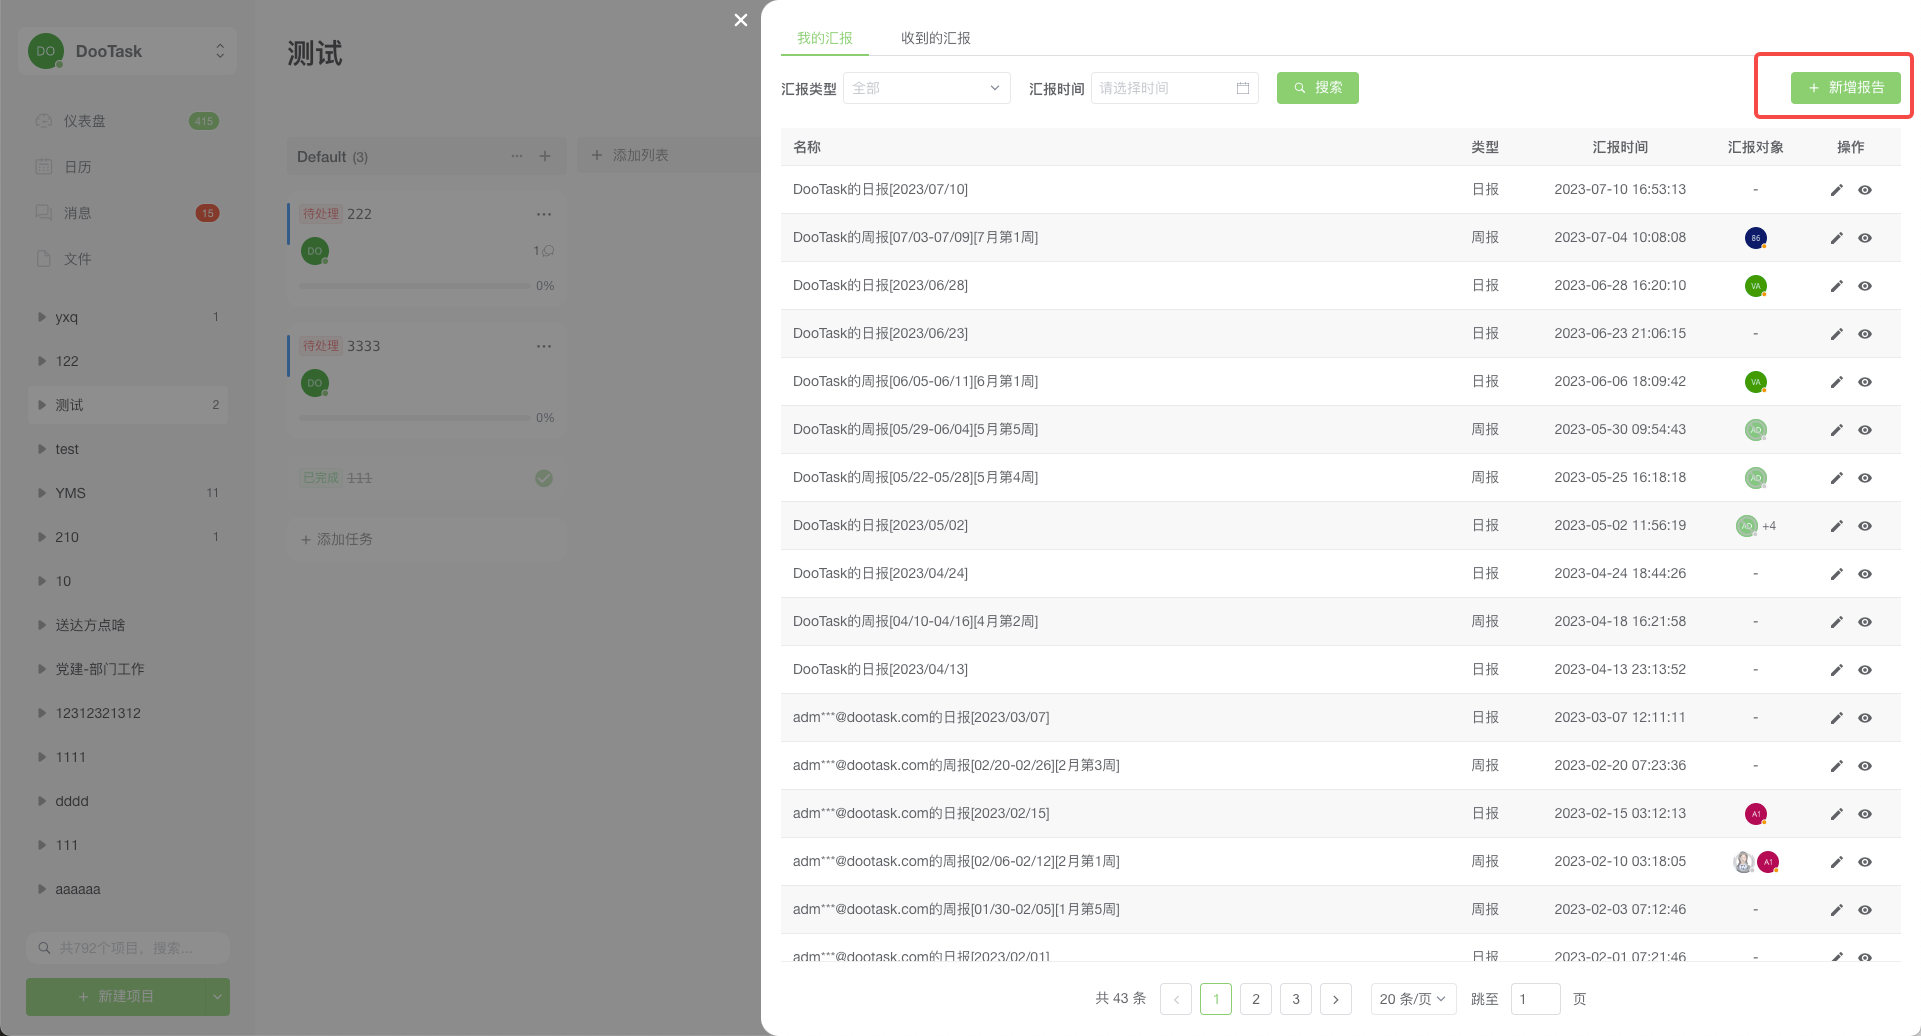 DO DooTask
仪表盘 415
日历
消息 15
文件
yxq 1
122
测试 2
test
YMS 11
210 1
10
送达方点啥
党建-部门工作
12312321312
1111
dddd
111
aaaaaa
共792个项目，搜索...
+ 新建项目
测试
Default (3) ··· +
+ 添加列表
待处理 222 ···
DO 1
0%
待处理 3333 ···
DO
0%
已完成 111
+ 添加任务
我的汇报 收到的汇报
汇报类型 全部 汇报时间 请选择时间 搜索 + 新增报告
名称 类型 汇报时间 汇报对象 操作
DooTask的日报[2023/07/10] 日报 2023-07-10 16:53:13 -
DooTask的周报[07/03-07/09][7月第1周] 周报 2023-07-04 10:08:08 86
DooTask的日报[2023/06/28] 日报 2023-06-28 16:20:10 VA
DooTask的日报[2023/06/23] 日报 2023-06-23 21:06:15 -
DooTask的周报[06/05-06/11][6月第1周] 日报 2023-06-06 18:09:42 VA
DooTask的周报[05/29-06/04][5月第5周] 周报 2023-05-30 09:54:43 AD
DooTask的周报[05/22-05/28][5月第4周] 周报 2023-05-25 16:18:18 AD
DooTask的日报[2023/05/02] 日报 2023-05-02 11:56:19 AD +4
DooTask的日报[2023/04/24] 日报 2023-04-24 18:44:26 -
DooTask的周报[04/10-04/16][4月第2周] 周报 2023-04-18 16:21:58 -
DooTask的日报[2023/04/13] 日报 2023-04-13 23:13:52 -
adm***@dootask.com的日报[2023/03/07] 日报 2023-03-07 12:11:11 -
adm***@dootask.com的周报[02/20-02/26][2月第3周] 周报 2023-02-20 07:23:36 -
adm***@dootask.com的日报[2023/02/15] 日报 2023-02-15 03:12:13 A1
adm***@dootask.com的周报[02/06-02/12][2月第1周] 周报 2023-02-10 03:18:05 A1
adm***@dootask.com的周报[01/30-02/05][1月第5周] 周报 2023-02-03 07:12:46 -
adm***@dootask.com的日报[2023/02/01] 日报 2023-02-01 07:21:46 -
共 43 条 < 1 2 3 > 20 条/页 跳至 1 页